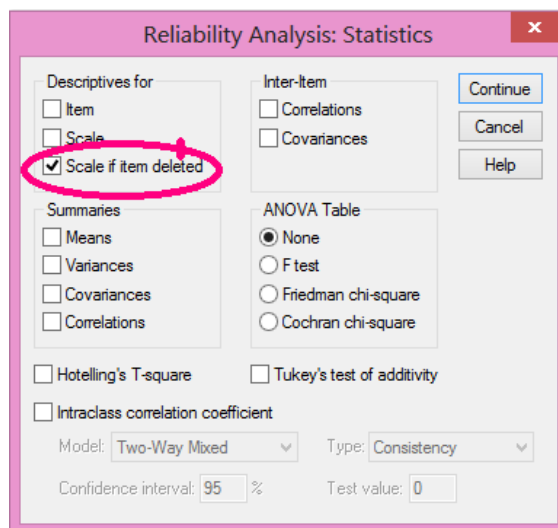 Reliability Analysis: Statistics
x
Descriptives for
Item
Scale
Scale if item deleted
Inter-Item
Correlations
Covariances
Continue
Cancel
Help
Summaries
Means
Variances
Covariances
Correlations
ANOVA Table
None
F test
Friedman chi-square
Cochran chi-square
Hotelling's T-square
Tukey's test of additivity
Intraclass correlation coefficient
Model: Two-Way Mixed
Type: Consistency
Confidence interval: 95 %
Test value: 0